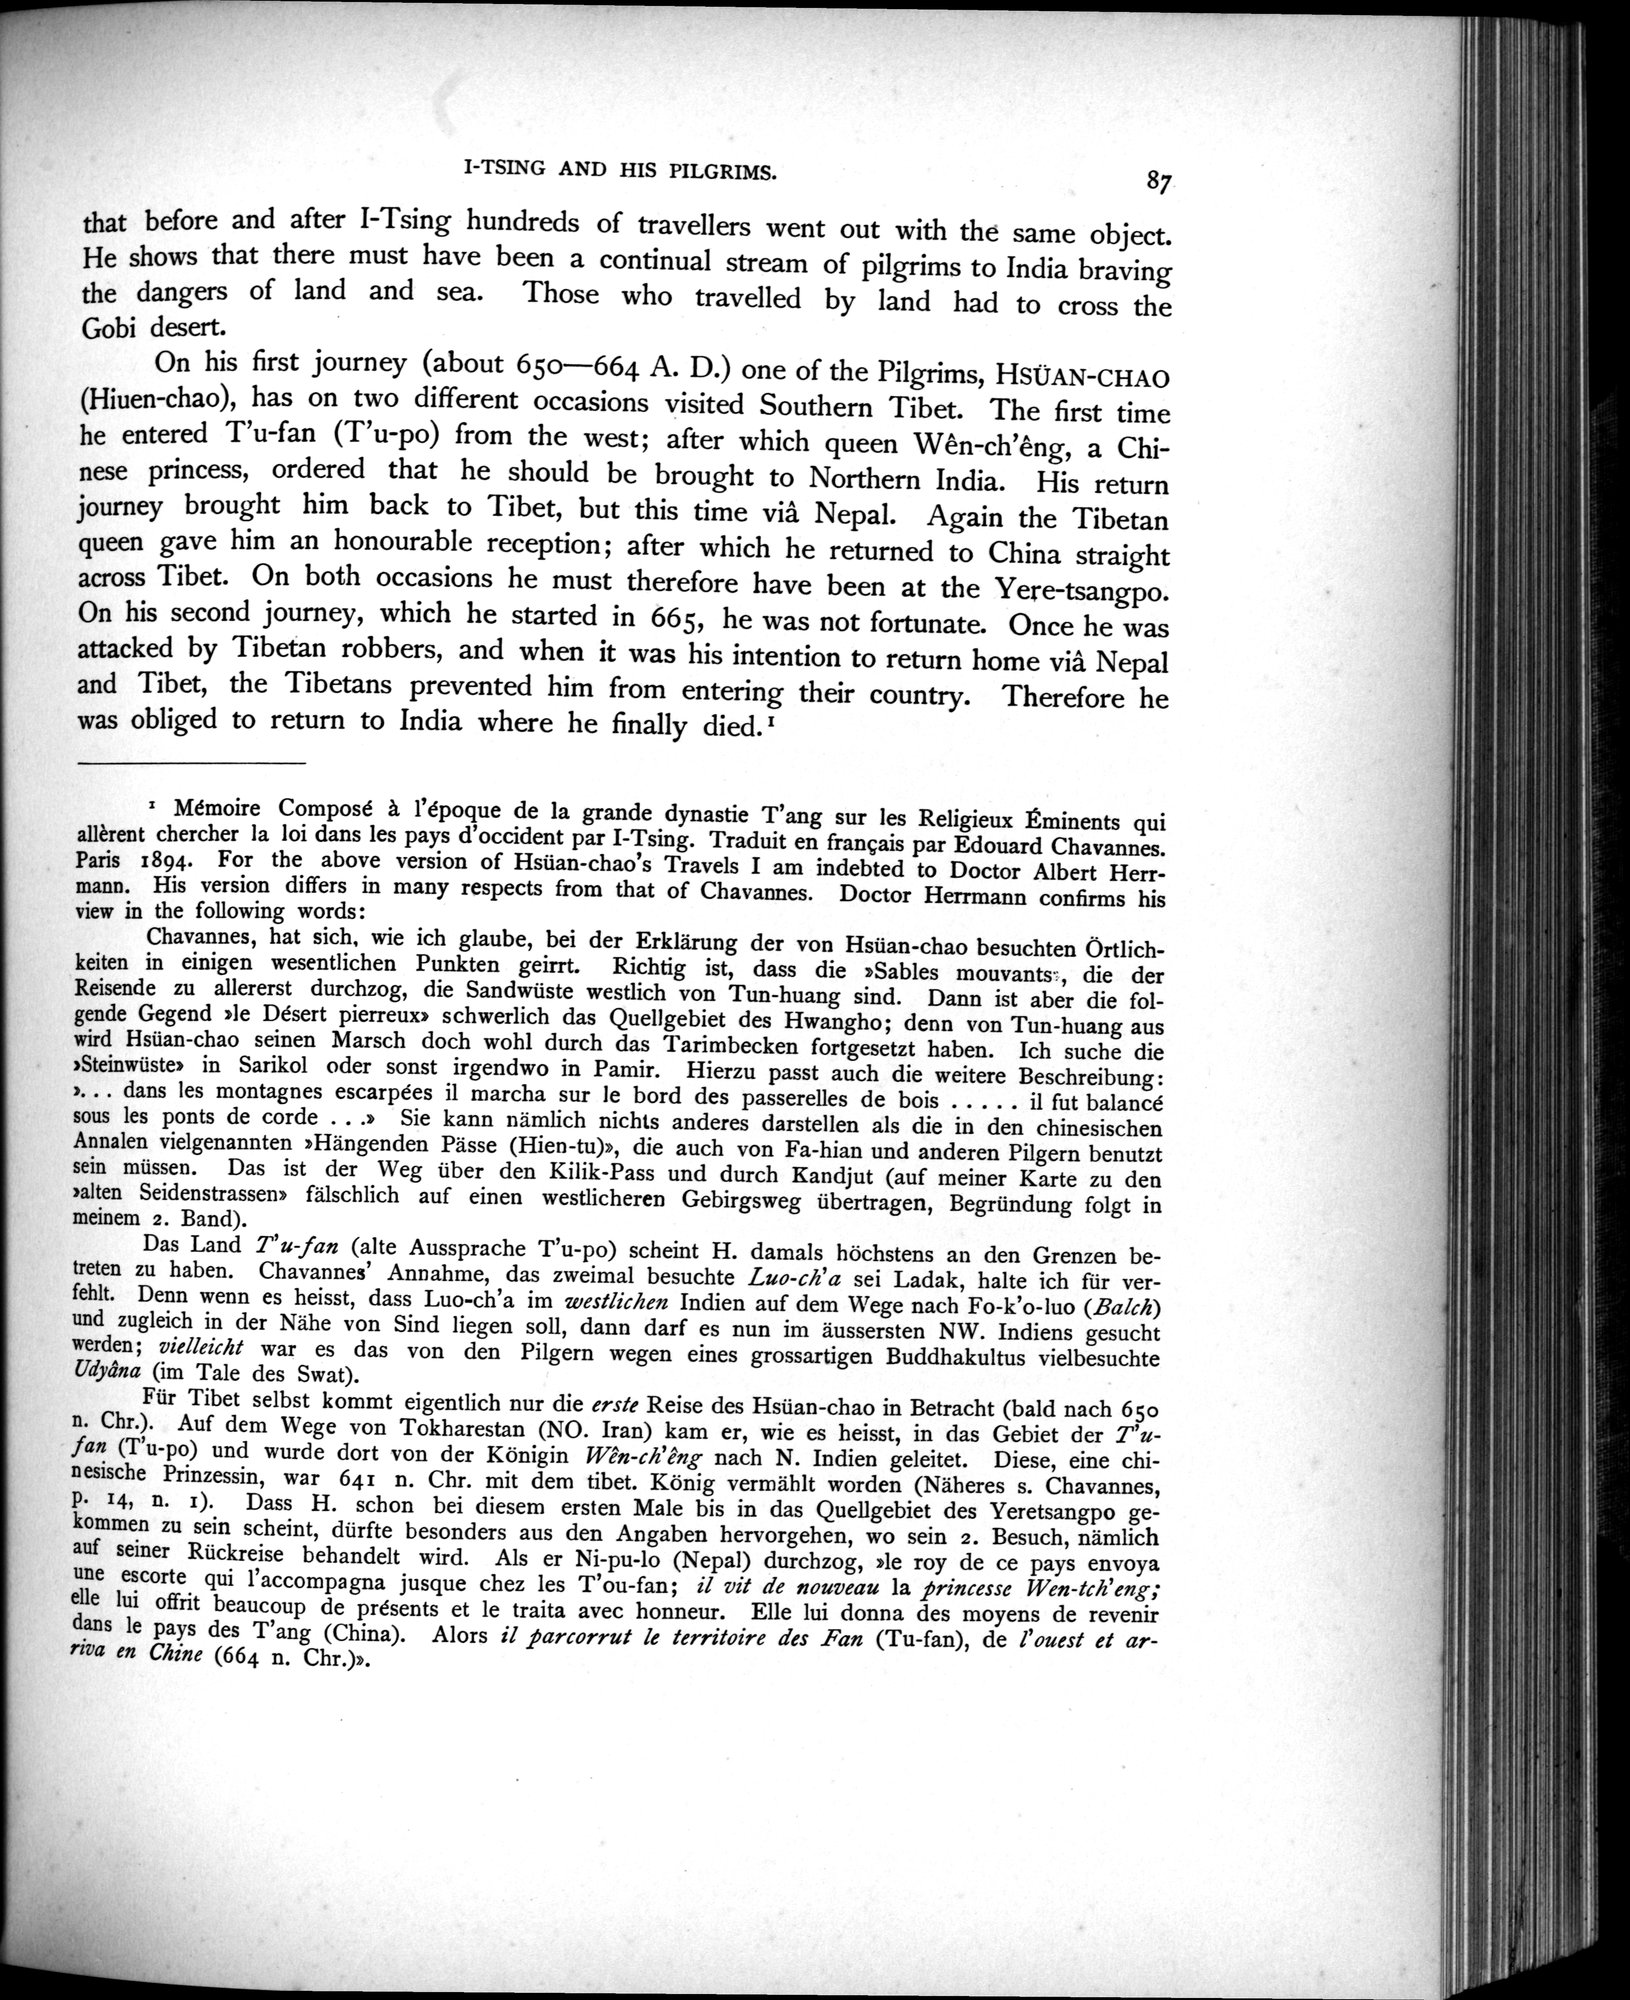 I-TSING AND HIS PILGRIMS.
87
that before and after I-Tsing hundreds of travellers went out with the same object.
He shows that there must have been a continual stream of pilgrims to India braving
the dangers of land and sea. Those who travelled by land had to cross the
Gobi desert.
On his first journey (about 650—664 A. D.) one of the Pilgrims, HSÜAN-CHAO
(Hiuen-chao), has on two different occasions visited Southern Tibet. The first time
he entered T'u-fan (T'u-po) from the west; after which queen Wên-ch'êng, a Chi-
nese princess, ordered that he should be brought to Northern India. His return
journey brought him back to Tibet, but this time viâ Nepal. Again the Tibetan
queen gave him an honourable reception; after which he returned to China straight
across Tibet. On both occasions he must therefore have been at the Yere-tsangpo.
On his second journey, which he started in 665, he was not fortunate. Once he was
attacked by Tibetan robbers, and when it was his intention to return home viâ Nepal
and Tibet, the Tibetans prevented him from entering their country. Therefore he
was obliged to return to India where he finally died.¹
¹ Mémoire Composé à l'époque de la grande dynastie T'ang sur les Religieux Éminents qui
allèrent chercher la loi dans les pays d'occident par I-Tsing. Traduit en français par Edouard Chavannes.
Paris 1894. For the above version of Hsüan-chao's Travels I am indebted to Doctor Albert Herr-
mann. His version differs in many respects from that of Chavannes. Doctor Herrmann confirms his
view in the following words:
Chavannes, hat sich, wie ich glaube, bei der Erklärung der von Hsüan-chao besuchten Örtlich-
keiten in einigen wesentlichen Punkten geirrt. Richtig ist, dass die »Sables mouvants», die der
Reisende zu allererst durchzog, die Sandwüste westlich von Tun-huang sind. Dann ist aber die fol-
gende Gegend »le Désert pierreux» schwerlich das Quellgebiet des Hwangho; denn von Tun-huang aus
wird Hsüan-chao seinen Marsch doch wohl durch das Tarimbecken fortgesetzt haben. Ich suche die
»Steinwüste» in Sarikol oder sonst irgendwo in Pamir. Hierzu passt auch die weitere Beschreibung:
». . . dans les montagnes escarpées il marcha sur le bord des passerelles de bois . . . . . il fut balancé
sous les ponts de corde . . .» Sie kann nämlich nichts anderes darstellen als die in den chinesischen
Annalen vielgenannten »Hängenden Pässe (Hien-tu)», die auch von Fa-hian und anderen Pilgern benutzt
sein müssen. Das ist der Weg über den Kilik-Pass und durch Kandjut (auf meiner Karte zu den
»alten Seidenstrassen» fälschlich auf einen westlicheren Gebirgsweg übertragen, Begründung folgt in
meinem 2. Band).
Das Land T'u-fan (alte Aussprache T'u-po) scheint H. damals höchstens an den Grenzen be-
treten zu haben. Chavannes' Annahme, das zweimal besuchte Luo-ch'a sei Ladak, halte ich für ver-
fehlt. Denn wenn es heisst, dass Luo-ch'a im westlichen Indien auf dem Wege nach Fo-k'o-luo (Balch)
und zugleich in der Nähe von Sind liegen soll, dann darf es nun im äussersten NW. Indiens gesucht
werden; vielleicht war es das von den Pilgern wegen eines grossartigen Buddhakultus vielbesuchte
Udyâna (im Tale des Swat).
Für Tibet selbst kommt eigentlich nur die erste Reise des Hsüan-chao in Betracht (bald nach 650
n. Chr.). Auf dem Wege von Tokharestan (NO. Iran) kam er, wie es heisst, in das Gebiet der T'u-
fan (T'u-po) und wurde dort von der Königin Wên-ch'êng nach N. Indien geleitet. Diese, eine chi-
nesische Prinzessin, war 641 n. Chr. mit dem tibet. König vermählt worden (Näheres s. Chavannes,
p. 14, n. 1). Dass H. schon bei diesem ersten Male bis in das Quellgebiet des Yeretsangpo ge-
kommen zu sein scheint, dürfte besonders aus den Angaben hervorgehen, wo sein 2. Besuch, nämlich
auf seiner Rückreise behandelt wird. Als er Ni-pu-lo (Nepal) durchzog, »le roy de ce pays envoya
une escorte qui l'accompagna jusque chez les T'ou-fan; il vit de nouveau la princesse Wen-tch'eng;
elle lui offrit beaucoup de présents et le traita avec honneur. Elle lui donna des moyens de revenir
dans le pays des T'ang (China). Alors il parcorrut le territoire des Fan (Tu-fan), de l'ouest et ar-
riva en Chine (664 n. Chr.)».